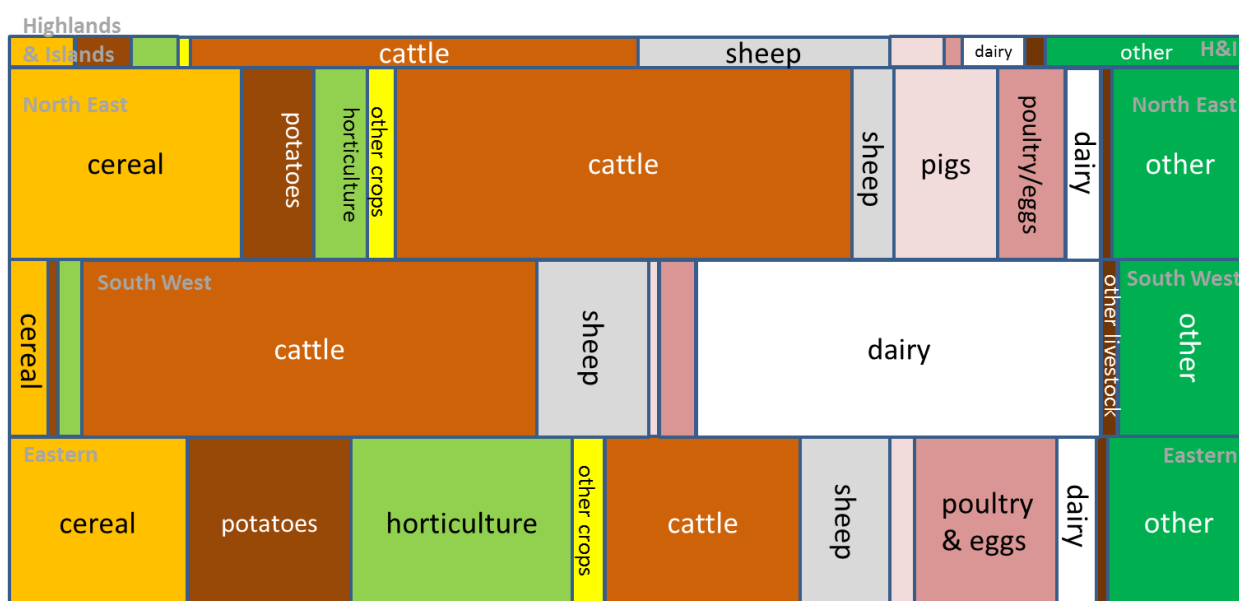 Highlands
& Islands
cattle
sheep
dairy
other
H&I
North East
cereal
potatoes
horticulture
other crops
cattle
sheep
pigs
poultry/eggs
dairy
North East
other
cereal
South West
cattle
sheep
dairy
other livestock
South West
other
Eastern
cereal
potatoes
horticulture
other crops
cattle
sheep
poultry
& eggs
dairy
Eastern
other